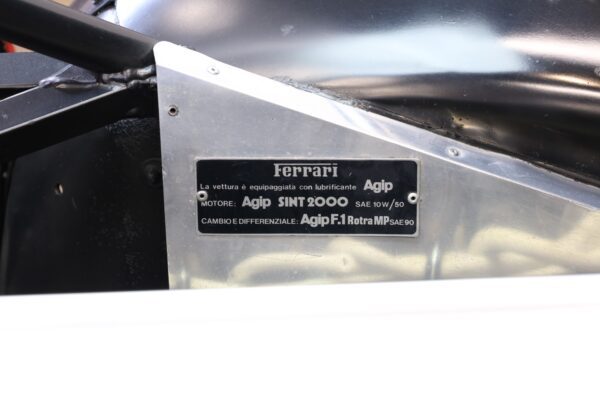 Ferrari
La vettura è equipaggiata con lubrificante Agip
MOTORE: Agip SINT 2000 SAE 10W/50
CAMBIO E DIFFERENZIALE: Agip F.1 Rotra MP SAE 90